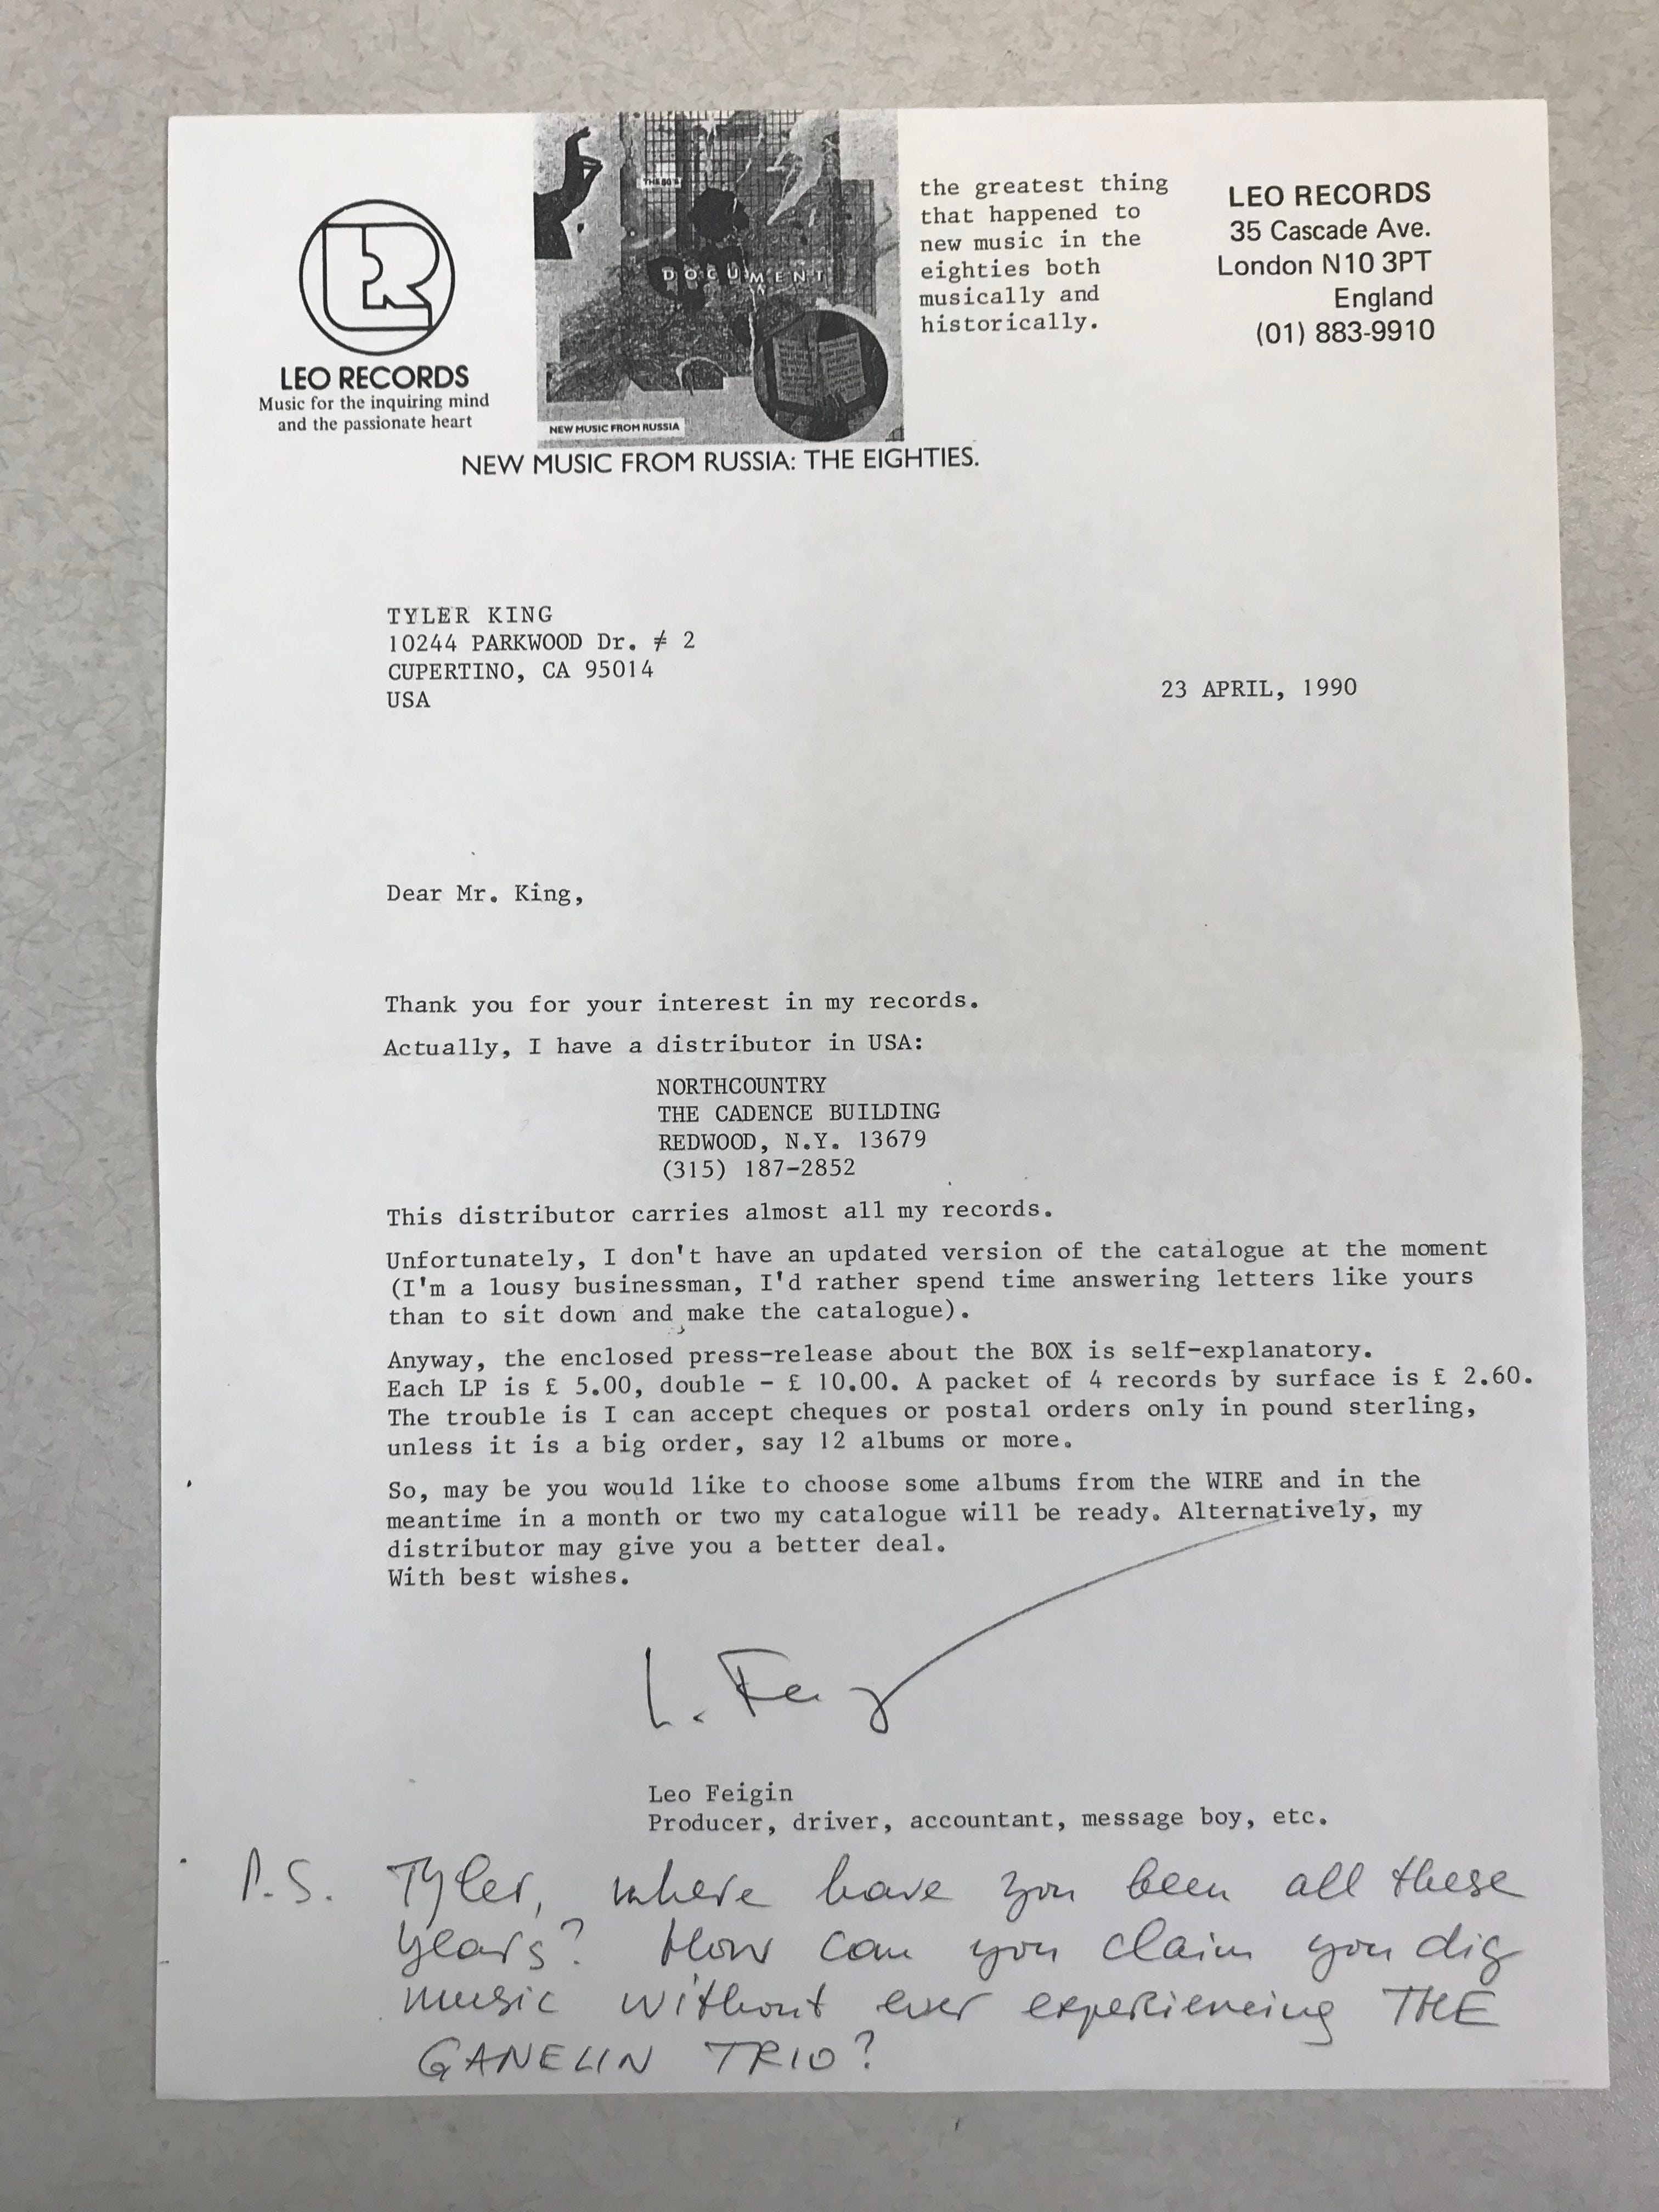 LEO RECORDS
Music for the inquiring mind
and the passionate heart
THE 80'S
DOCUMENT
NEW MUSIC FROM RUSSIA
NEW MUSIC FROM RUSSIA: THE EIGHTIES.
the greatest thing
that happened to
new music in the
eighties both
musically and
historically.
LEO RECORDS
35 Cascade Ave.
London N10 3PT
England
(01) 883-9910
TYLER KING
10244 PARKWOOD Dr. ≠ 2
CUPERTINO, CA 95014
USA
23 APRIL, 1990
Dear Mr. King,
Thank you for your interest in my records.
Actually, I have a distributor in USA:
NORTHCOUNTRY
THE CADENCE BUILDING
REDWOOD, N.Y. 13679
(315) 187-2852
This distributor carries almost all my records.
Unfortunately, I don't have an updated version of the catalogue at the moment
(I'm a lousy businessman, I'd rather spend time answering letters like yours
than to sit down and make the catalogue).
Anyway, the enclosed press-release about the BOX is self-explanatory.
Each LP is £ 5.00, double - £ 10.00. A packet of 4 records by surface is £ 2.60.
The trouble is I can accept cheques or postal orders only in pound sterling,
unless it is a big order, say 12 albums or more.
So, may be you would like to choose some albums from the WIRE and in the
meantime in a month or two my catalogue will be ready. Alternatively, my
distributor may give you a better deal.
With best wishes.
L. Feig
Leo Feigin
Producer, driver, accountant, message boy, etc.
P.S. Tyler, where have you been all these
years? How can you claim you dig
music without ever experiencing THE
GANELIN TRIO?